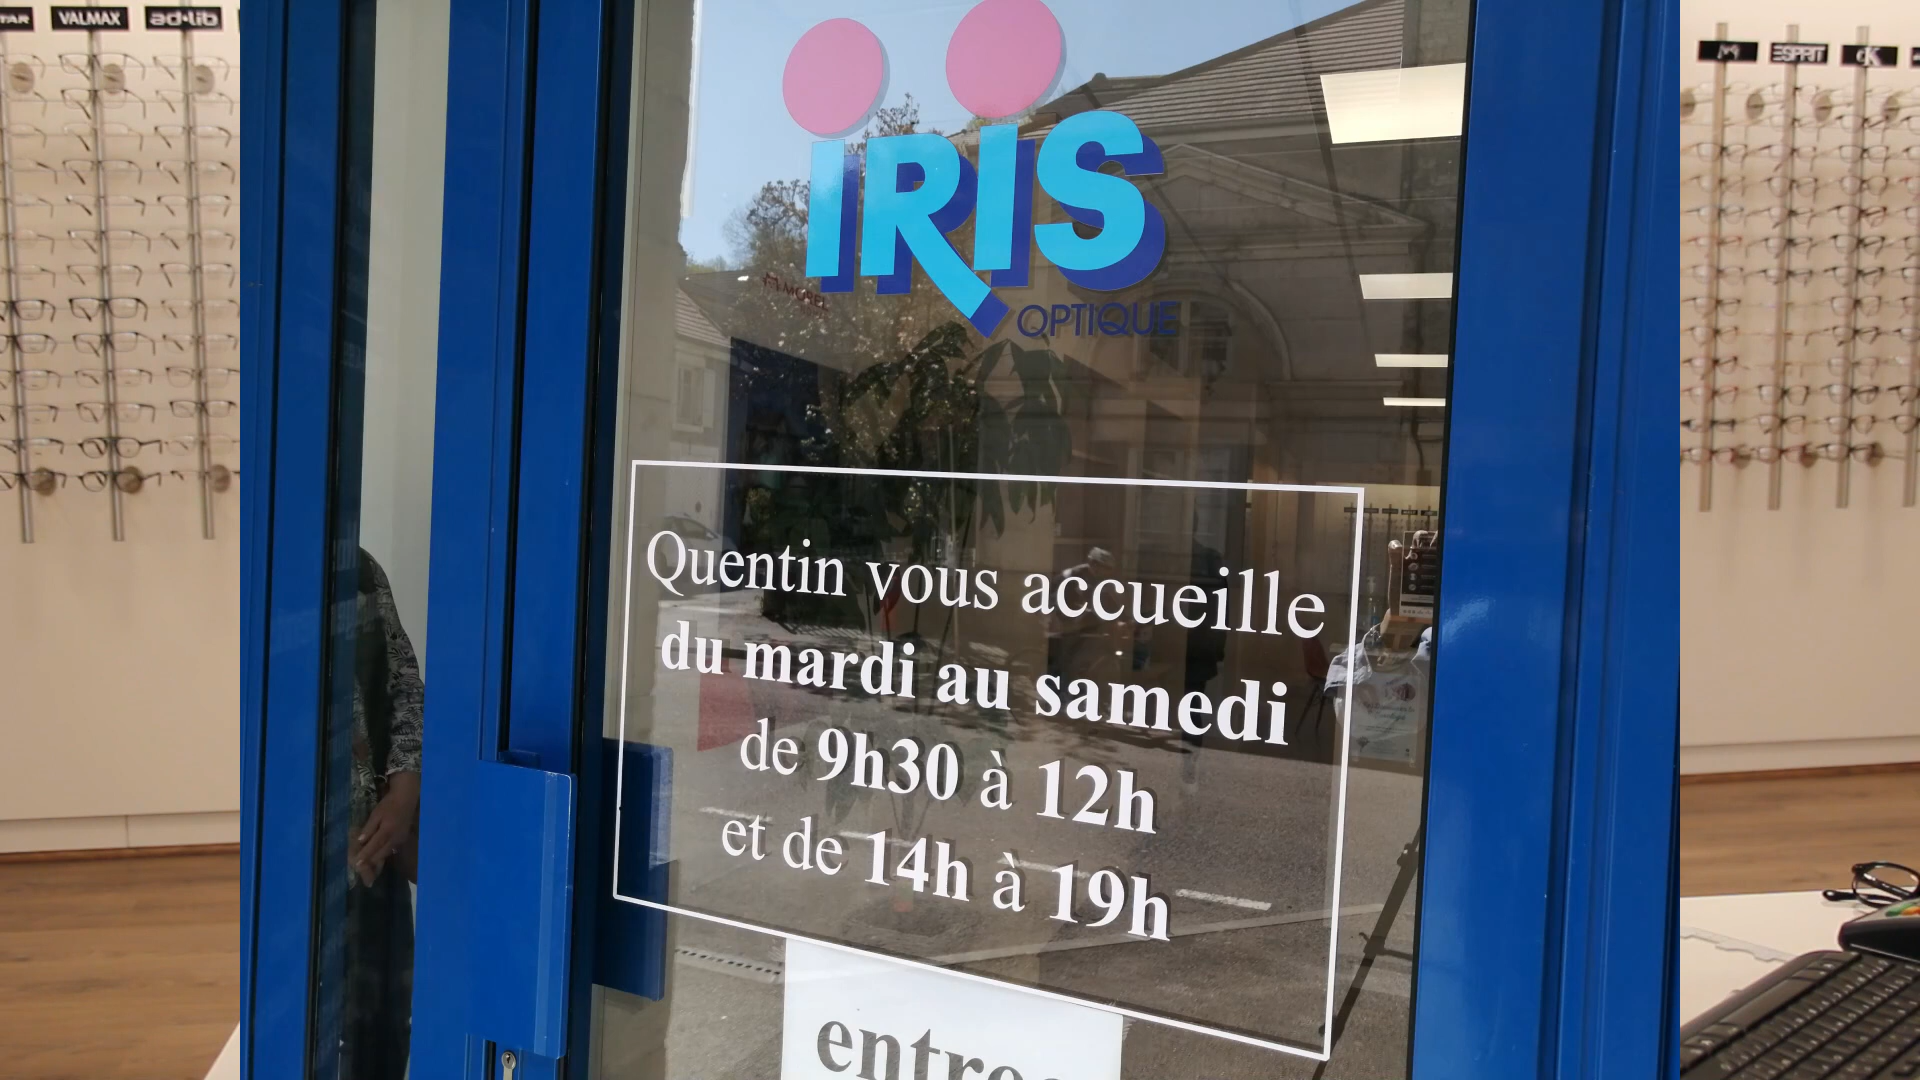 VALMAX
ad·lib
ESPRIT
IRIS
OPTIQUE
MOREL
Quentin vous accueille
du mardi au samedi
de 9h30 à 12h
et de 14h à 19h